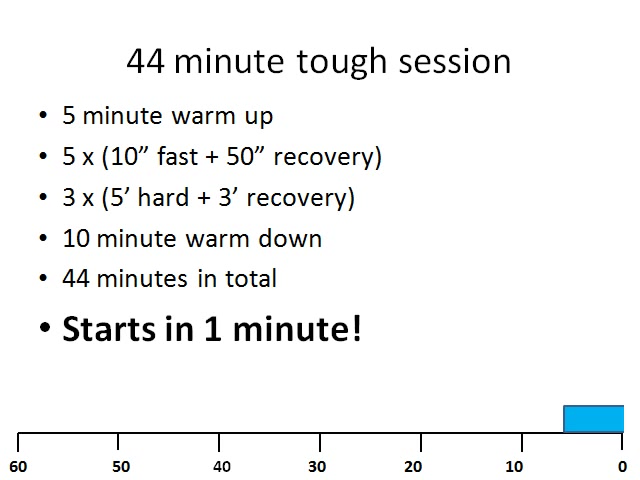 44 minute tough session
• 5 minute warm up
• 5 x (10” fast + 50” recovery)
• 3 x (5’ hard + 3’ recovery)
• 10 minute warm down
• 44 minutes in total
• Starts in 1 minute!
60 50 40 30 20 10 0